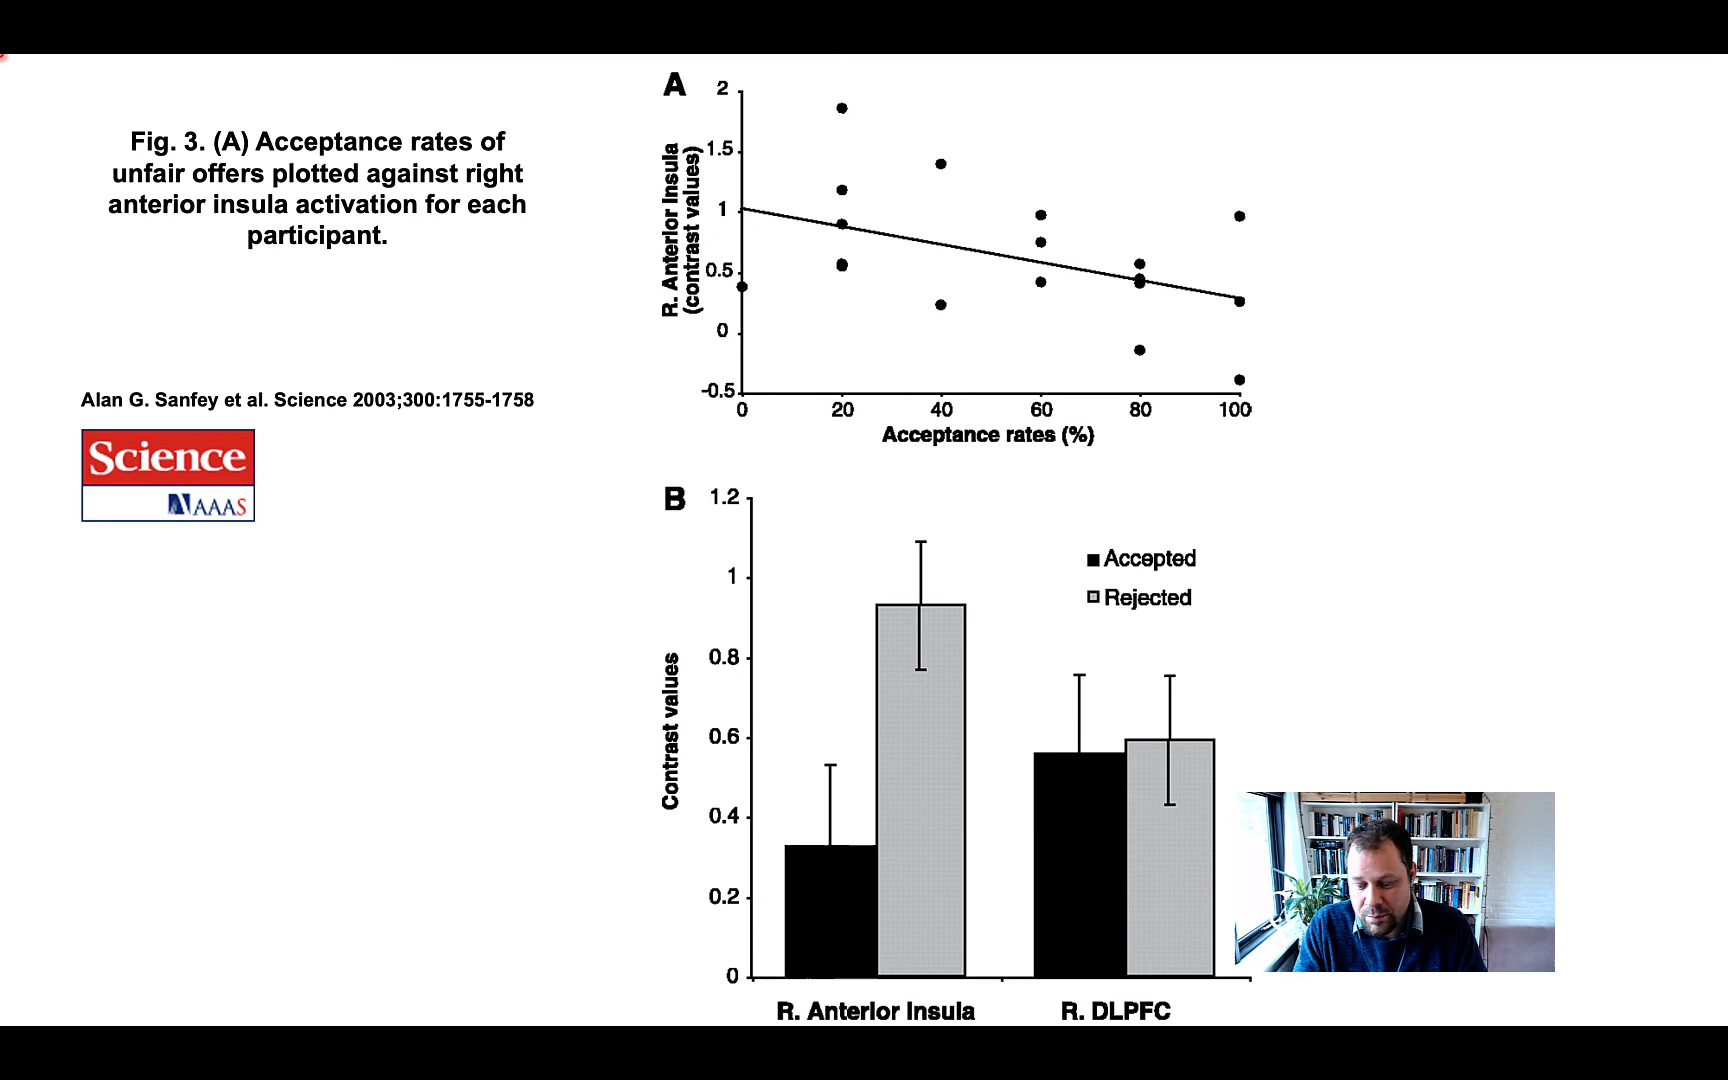 Fig. 3. (A) Acceptance rates of
unfair offers plotted against right
anterior insula activation for each
participant.
Alan G. Sanfey et al. Science 2003;300:1755-1758
Science
AAAS
A
2
1.5
1
0.5
0
-0.5
R. Anterior Insula
(contrast values)
0 20 40 60 80 100
Acceptance rates (%)
B
1.2
1
0.8
0.6
0.4
0.2
0
Contrast values
Accepted
Rejected
R. Anterior Insula R. DLPFC